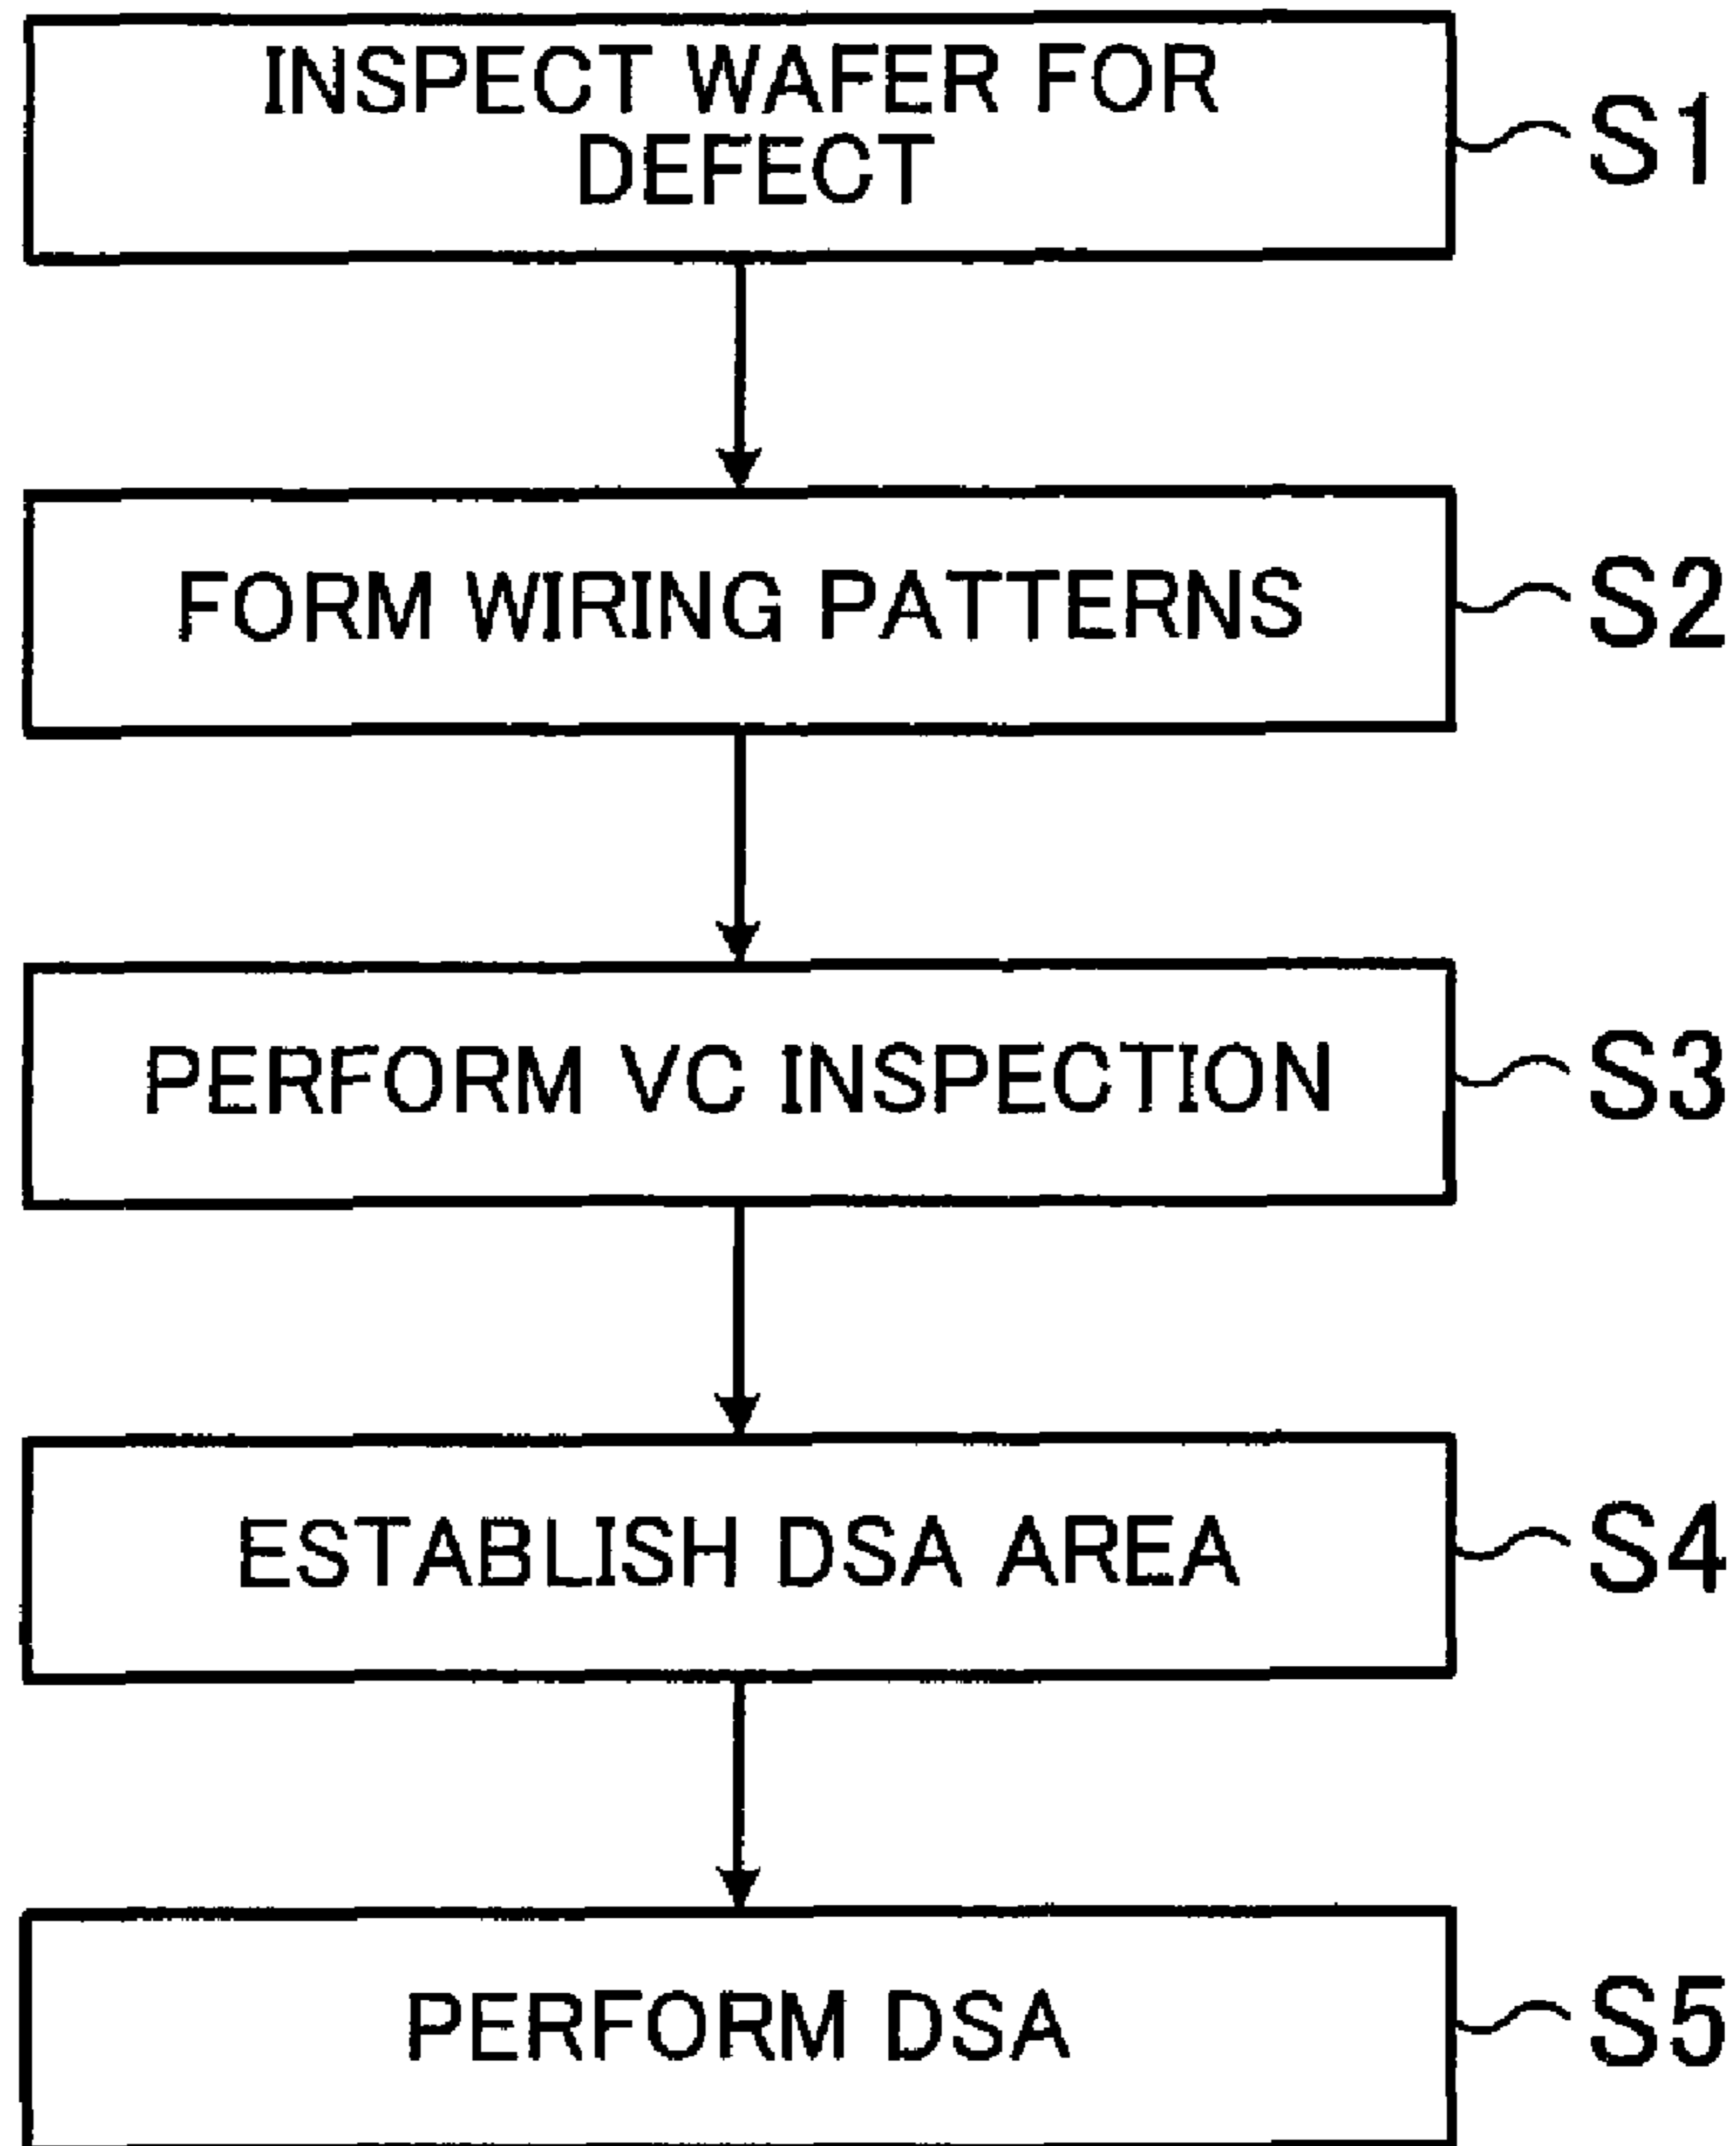 INSPECT WAFER FOR
DEFECT
S1
FORM WIRING PATTERNS
S2
PERFORM VC INSPECTION
S3
ESTABLISH DSA AREA
S4
PERFORM DSA
S5